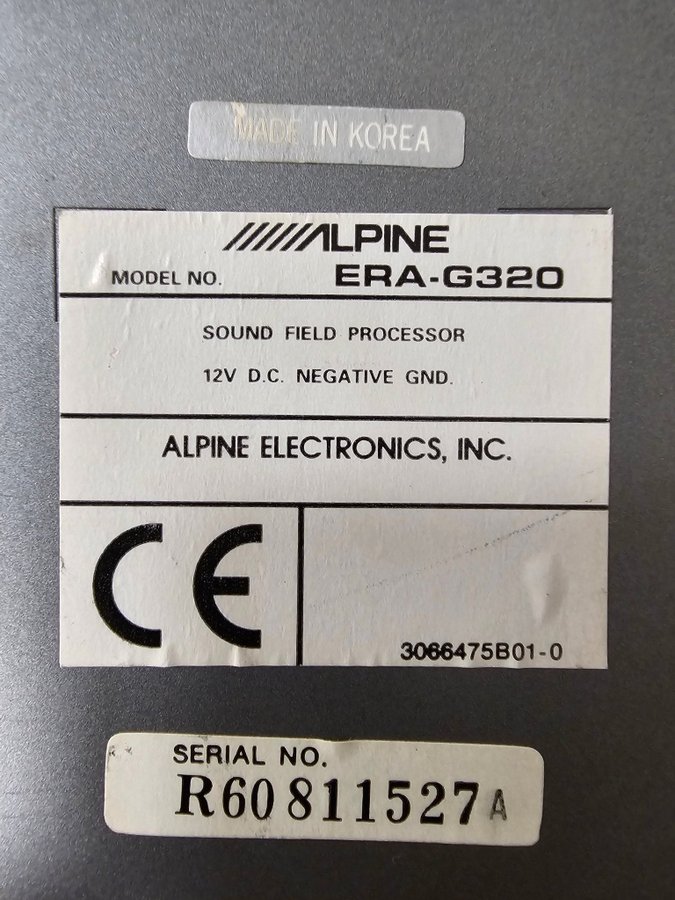 MADE IN KOREA
ALPINE
MODEL NO. ERA-G320
SOUND FIELD PROCESSOR
12V D.C. NEGATIVE GND.
ALPINE ELECTRONICS, INC.
CE
3066475B01-0
SERIAL NO.
R60811527A